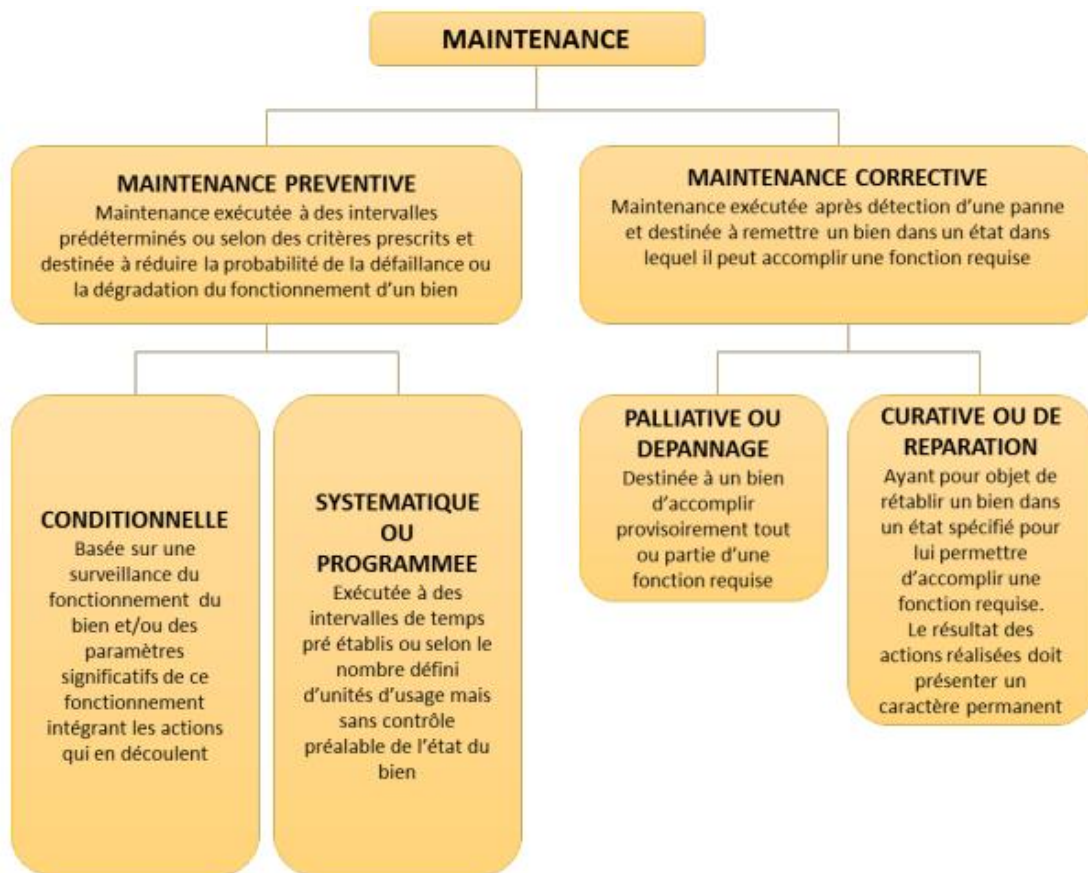 MAINTENANCE
MAINTENANCE PREVENTIVE
Maintenance exécutée à des intervalles
prédéterminés ou selon des critères prescrits et
destinée à réduire la probabilité de la défaillance ou
la dégradation du fonctionnement d'un bien
MAINTENANCE CORRECTIVE
Maintenance exécutée après détection d'une panne
et destinée à remettre un bien dans un état dans
lequel il peut accomplir une fonction requise
CONDITIONNELLE
Basée sur une
surveillance du
fonctionnement du
bien et/ou des
paramètres
significatifs de ce
fonctionnement
intégrant les actions
qui en découlent
SYSTEMATIQUE
OU
PROGRAMMEE
Exécutée à des
intervalles de temps
pré établis ou selon le
nombre défini
d'unités d'usage mais
sans contrôle
préalable de l'état du
bien
PALLIATIVE OU
DEPANNAGE
Destinée à un bien
d'accomplir
provisoirement tout
ou partie d'une
fonction requise
CURATIVE OU DE
REPARATION
Ayant pour objet de
rétablir un bien dans
un état spécifié pour
lui permettre
d'accomplir une
fonction requise.
Le résultat des
actions réalisées doit
présenter un
caractère permanent